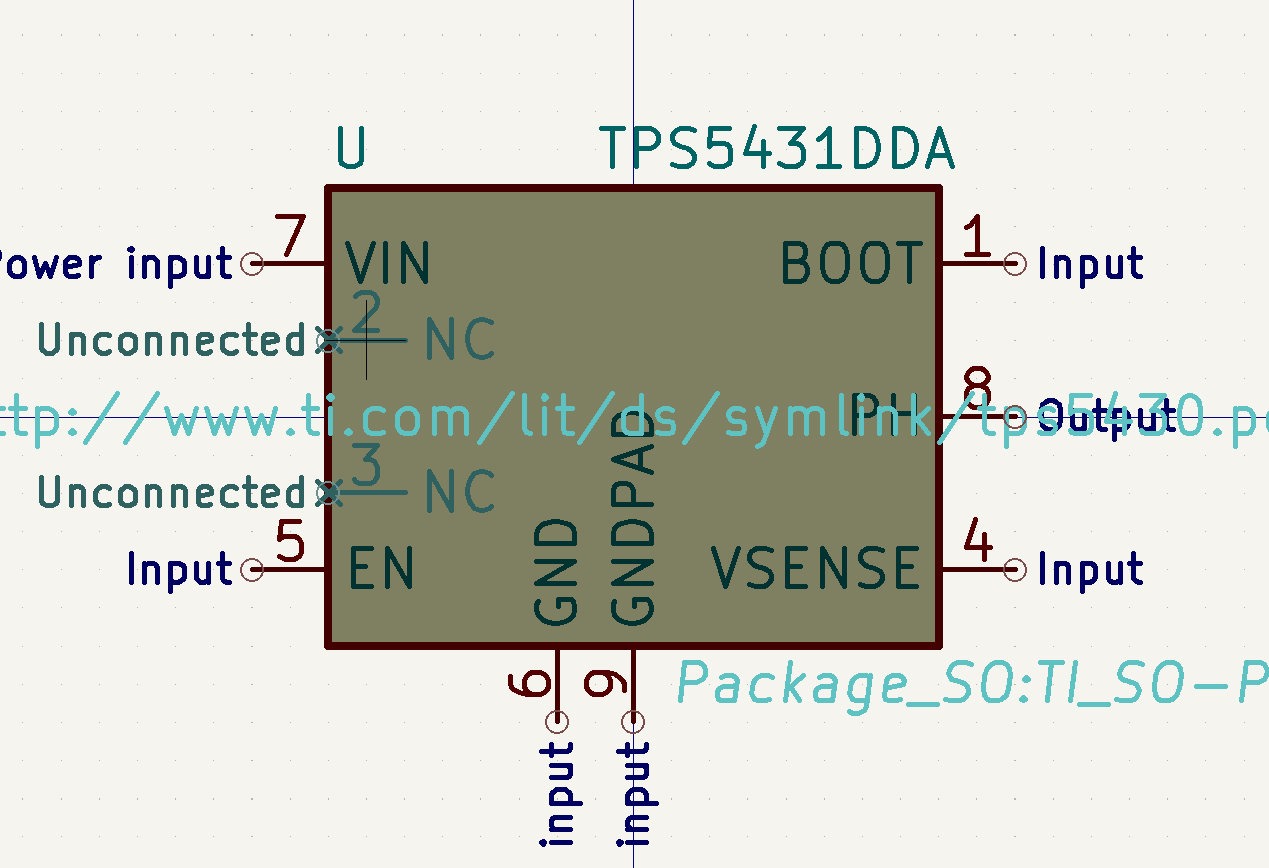 U TPS5431DDA
7 1
ower input VIN BOOT Input
2
Unconnected NC
8
ttp://www.ti.com/lit/ds/symlink/tps5430.p
PH Output
3
Unconnected NC
5 4
Input EN GND GNDPAD VSENSE Input
6 9 Package_SO:TI_SO-P
input input